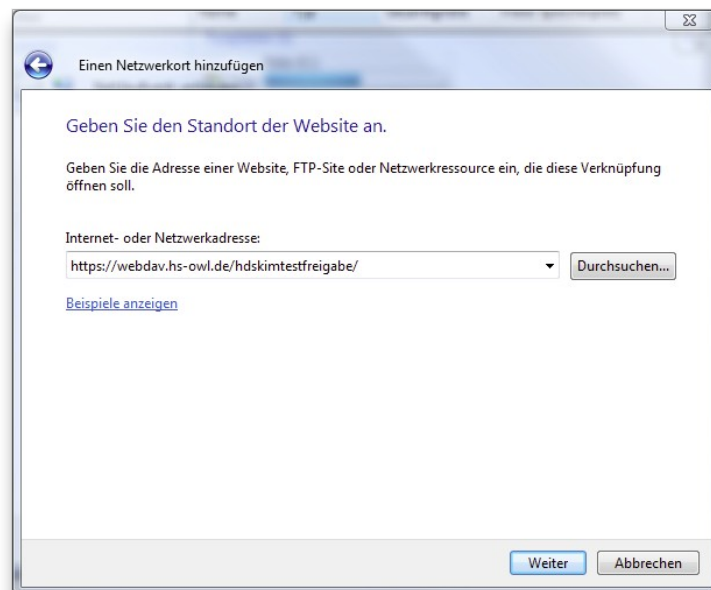 Einen Netzwerkort hinzufügen
Geben Sie den Standort der Website an.
Geben Sie die Adresse einer Website, FTP-Site oder Netzwerkressource ein, die diese Verknüpfung
öffnen soll.
Internet- oder Netzwerkadresse:
https://webdav.hs-owl.de/hdskimtestfreigabe/
Durchsuchen...
Beispiele anzeigen
Weiter
Abbrechen